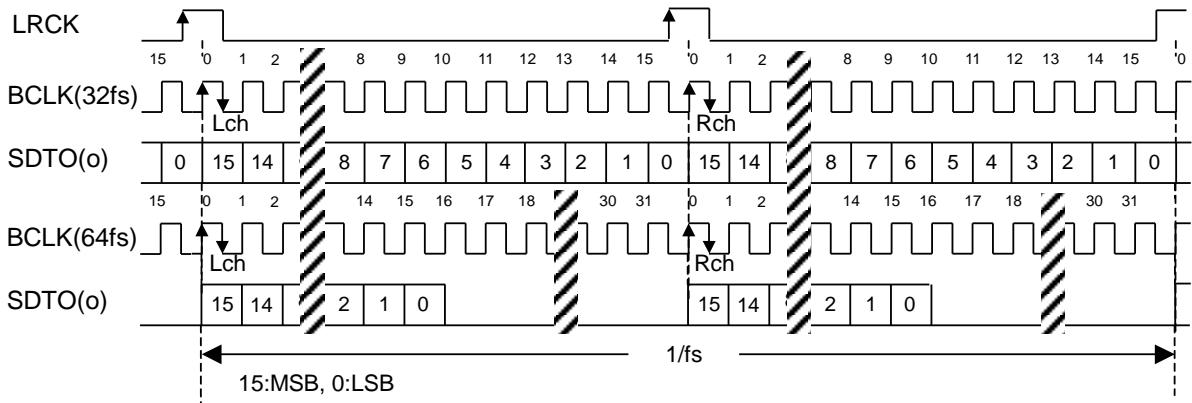 LRCK
15 0 1 2 8 9 10 11 12 13 14 15 0 1 2 8 9 10 11 12 13 14 15 0
BCLK(32fs)
Lch Rch
SDTO(o) 0 15 14 8 7 6 5 4 3 2 1 0 15 14 8 7 6 5 4 3 2 1 0
15 0 1 2 14 15 16 17 18 30 31 0 1 2 14 15 16 17 18 30 31
BCLK(64fs)
Lch Rch
SDTO(o) 15 14 2 1 0 15 14 2 1 0
1/fs
15:MSB, 0:LSB